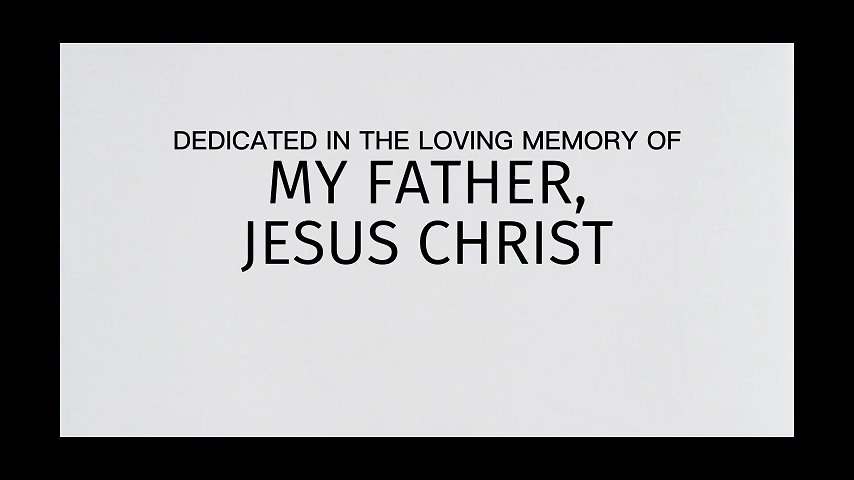 DEDICATED IN THE LOVING MEMORY OF
MY FATHER,
JESUS CHRIST